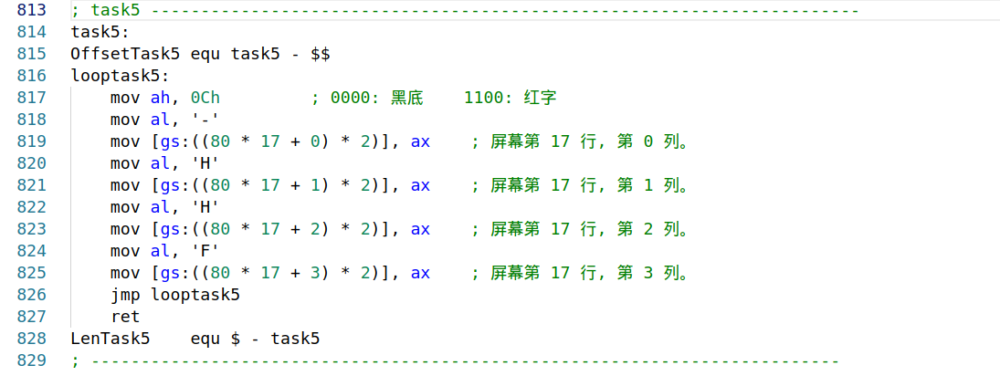 813 ; task5 -----------------------------------------------------------------------
814 task5:
815 OffsetTask5 equ task5 - $$
816 looptask5:
817     mov ah, 0Ch         ; 0000: 黑底    1100: 红字
818     mov al, '-'
819     mov [gs:((80 * 17 + 0) * 2)], ax    ; 屏幕第 17 行, 第 0 列。
820     mov al, 'H'
821     mov [gs:((80 * 17 + 1) * 2)], ax    ; 屏幕第 17 行, 第 1 列。
822     mov al, 'H'
823     mov [gs:((80 * 17 + 2) * 2)], ax    ; 屏幕第 17 行, 第 2 列。
824     mov al, 'F'
825     mov [gs:((80 * 17 + 3) * 2)], ax    ; 屏幕第 17 行, 第 3 列。
826     jmp looptask5
827     ret
828 LenTask5    equ $ - task5
829 ; ---------------------------------------------------------------------------